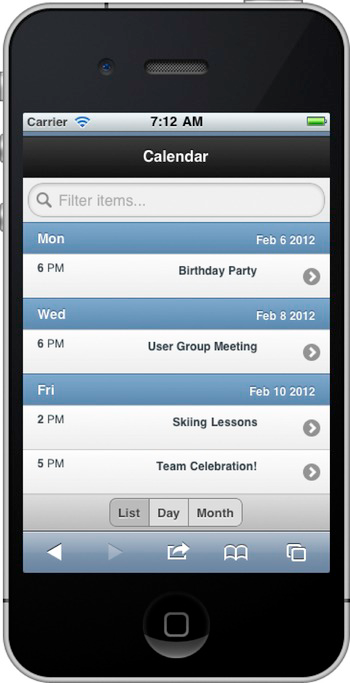 Carrier 7:12 AM
Calendar
Filter items...
Mon Feb 6 2012
6 PM Birthday Party
Wed Feb 8 2012
6 PM User Group Meeting
Fri Feb 10 2012
2 PM Skiing Lessons
5 PM Team Celebration!
List Day Month